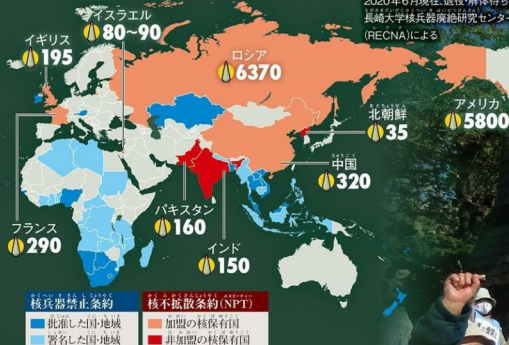 2020年6月現在、退役・解体待ち
長崎大学核兵器廃絶研究センター
(RECNA)による
イスラエル
80~90
イギリス
195
ロシア
6370
アメリカ
5800
北朝鮮
35
中国
320
フランス
290
パキスタン
160
インド
150
核兵器禁止条約
批准した国・地域
署名した国・地域
核不拡散条約(NPT)
加盟の核保有国
非加盟の核保有国